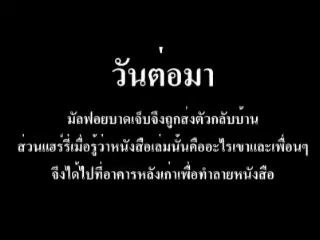 วันต่อมา
มัลฟอยบาดเจ็บจึงถูกส่งตัวกลับบ้าน
ส่วนแฮร์รี่เมื่อรู้ว่าหนังสือเล่มนั้นคืออะไรเขาและเพื่อนๆ
จึงได้ไปที่อาคารหลังเก่าเพื่อทำลายหนังสือ